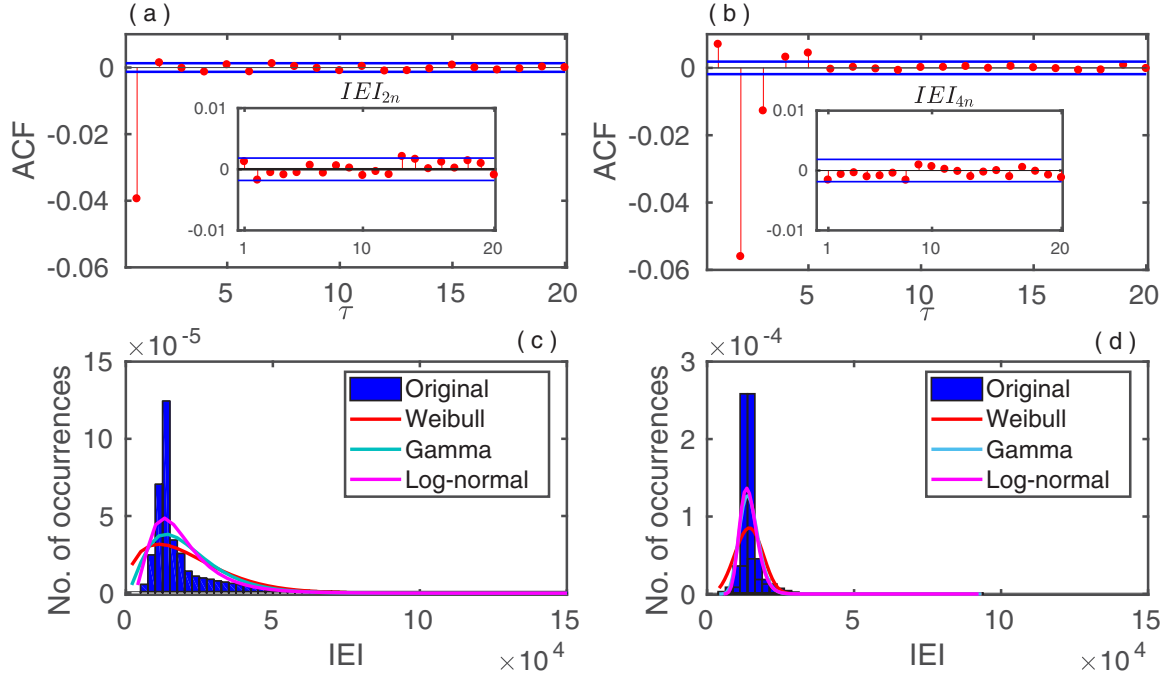 ( a )
0
-0.02
-0.04
-0.06
ACF
IEI2n
0.01
0
-0.01
1
10
20
5
10
15
20
τ
( b )
0
-0.02
-0.04
-0.06
ACF
IEI4n
0.01
0
-0.01
1
10
20
5
10
15
20
τ
×10-5
( c )
15
10
5
0
No. of occurrences
Original
Weibull
Gamma
Log-normal
0
5
10
15
IEI
×104
×10-4
( d )
3
2
1
0
No. of occurrences
Original
Weibull
Gamma
Log-normal
0
5
10
15
IEI
×104